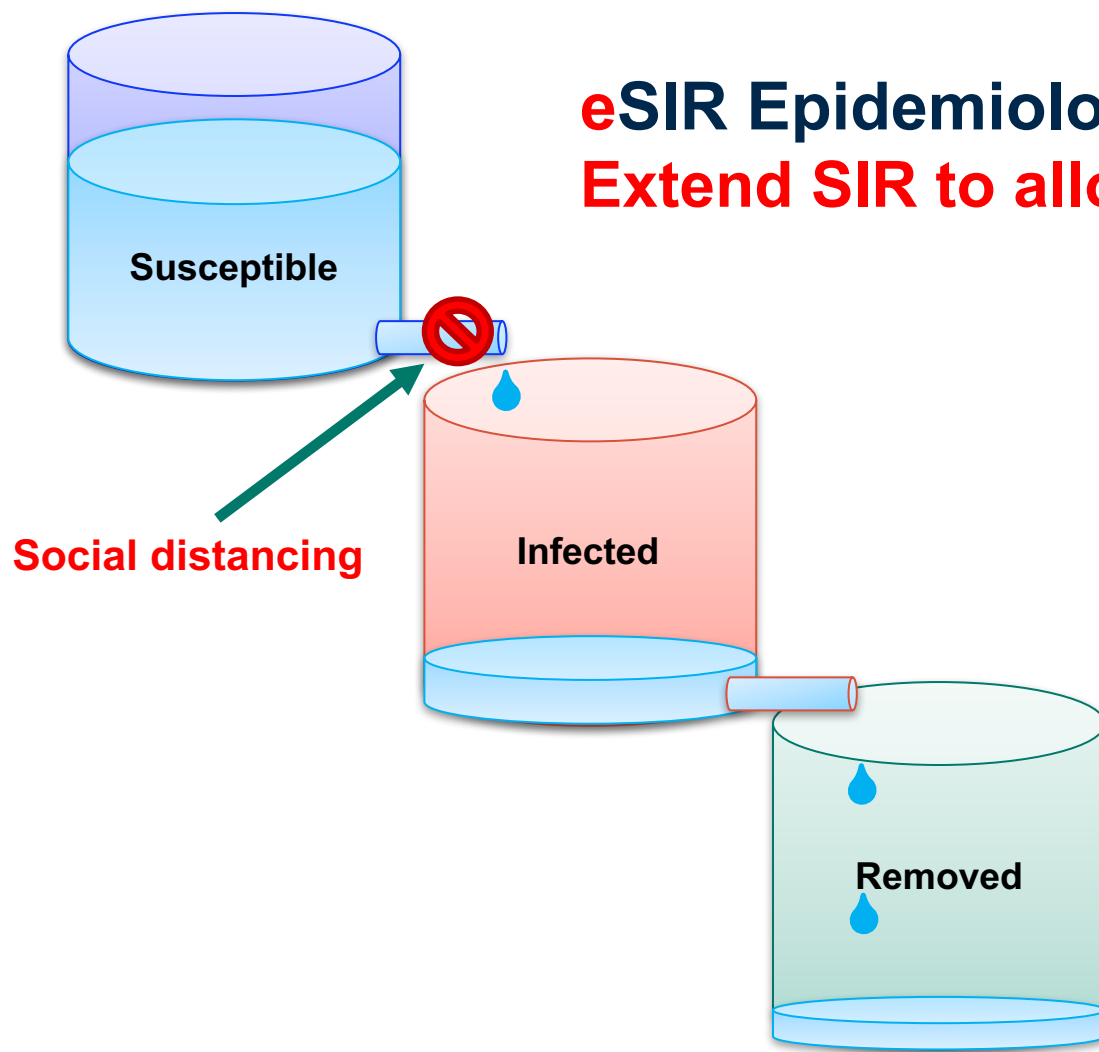 eSIR Epidemiolo
Extend SIR to allo
Susceptible
Social distancing
Infected
Removed